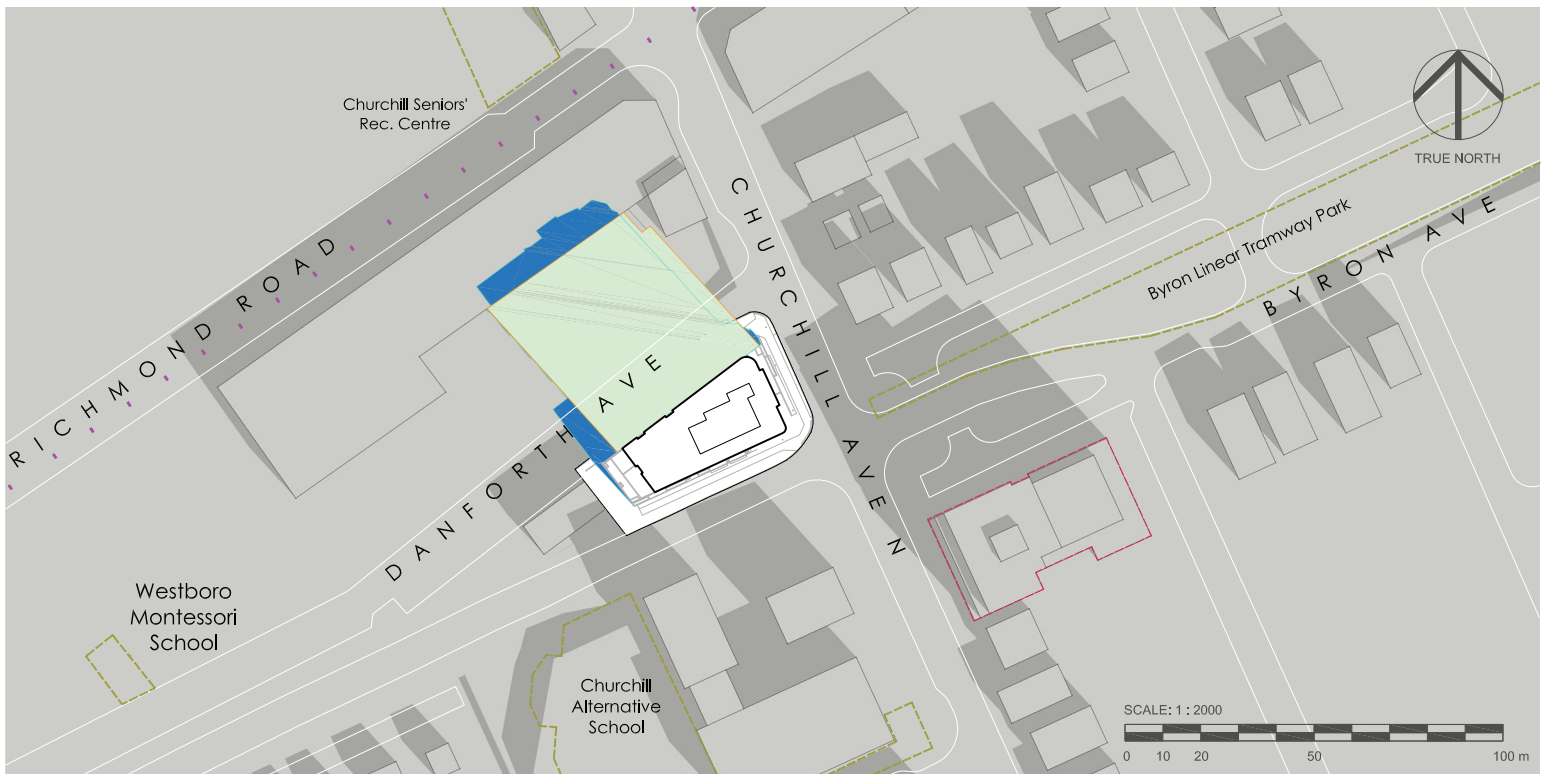 Churchill Seniors'
Rec. Centre
TRUE NORTH
CHURCHILL AVEN
Byron Linear Tramway Park
BYRON AVE
RICHMOND ROAD
DANFORTH AVE
Westboro
Montessori
School
Churchill
Alternative
School
SCALE: 1 : 2000
0 10 20 50 100 m